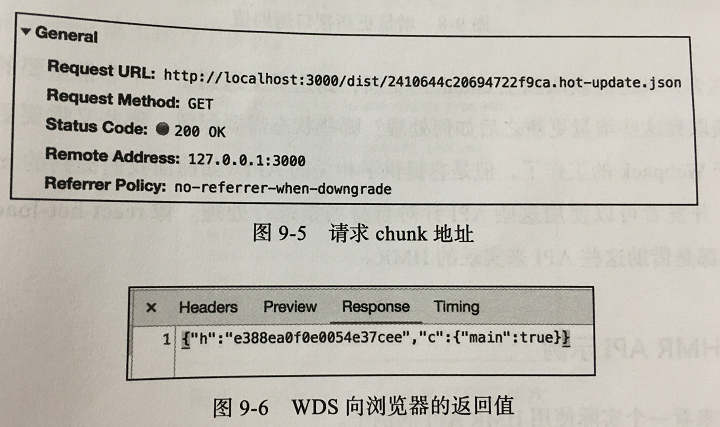 ▼ General
Request URL: http://localhost:3000/dist/2410644c20694722f9ca.hot-update.json
Request Method: GET
Status Code: ● 200 OK
Remote Address: 127.0.0.1:3000
Referrer Policy: no-referrer-when-downgrade
图 9-5 请求 chunk 地址
× Headers Preview Response Timing
1 {"h":"e388ea0f0e0054e37cee","c":{"main":true}}
图 9-6 WDS 向浏览器的返回值